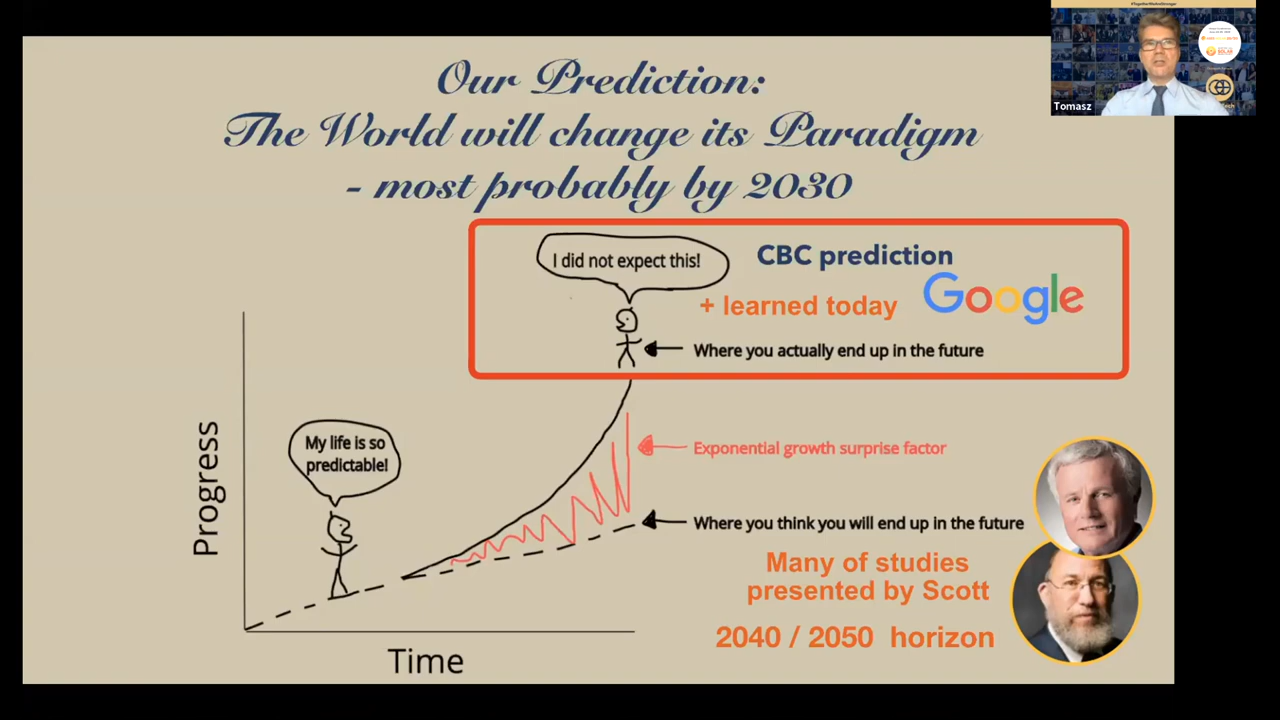 #TogetherWeAreStronger
Tomasz
Our Prediction:
The World will change its Paradigm
- most probably by 2030
I did not expect this!
CBC prediction
+ learned today
Google
Where you actually end up in the future
My life is so
predictable!
Exponential growth surprise factor
Where you think you will end up in the future
Many of studies
presented by Scott
2040 / 2050 horizon
Progress
Time